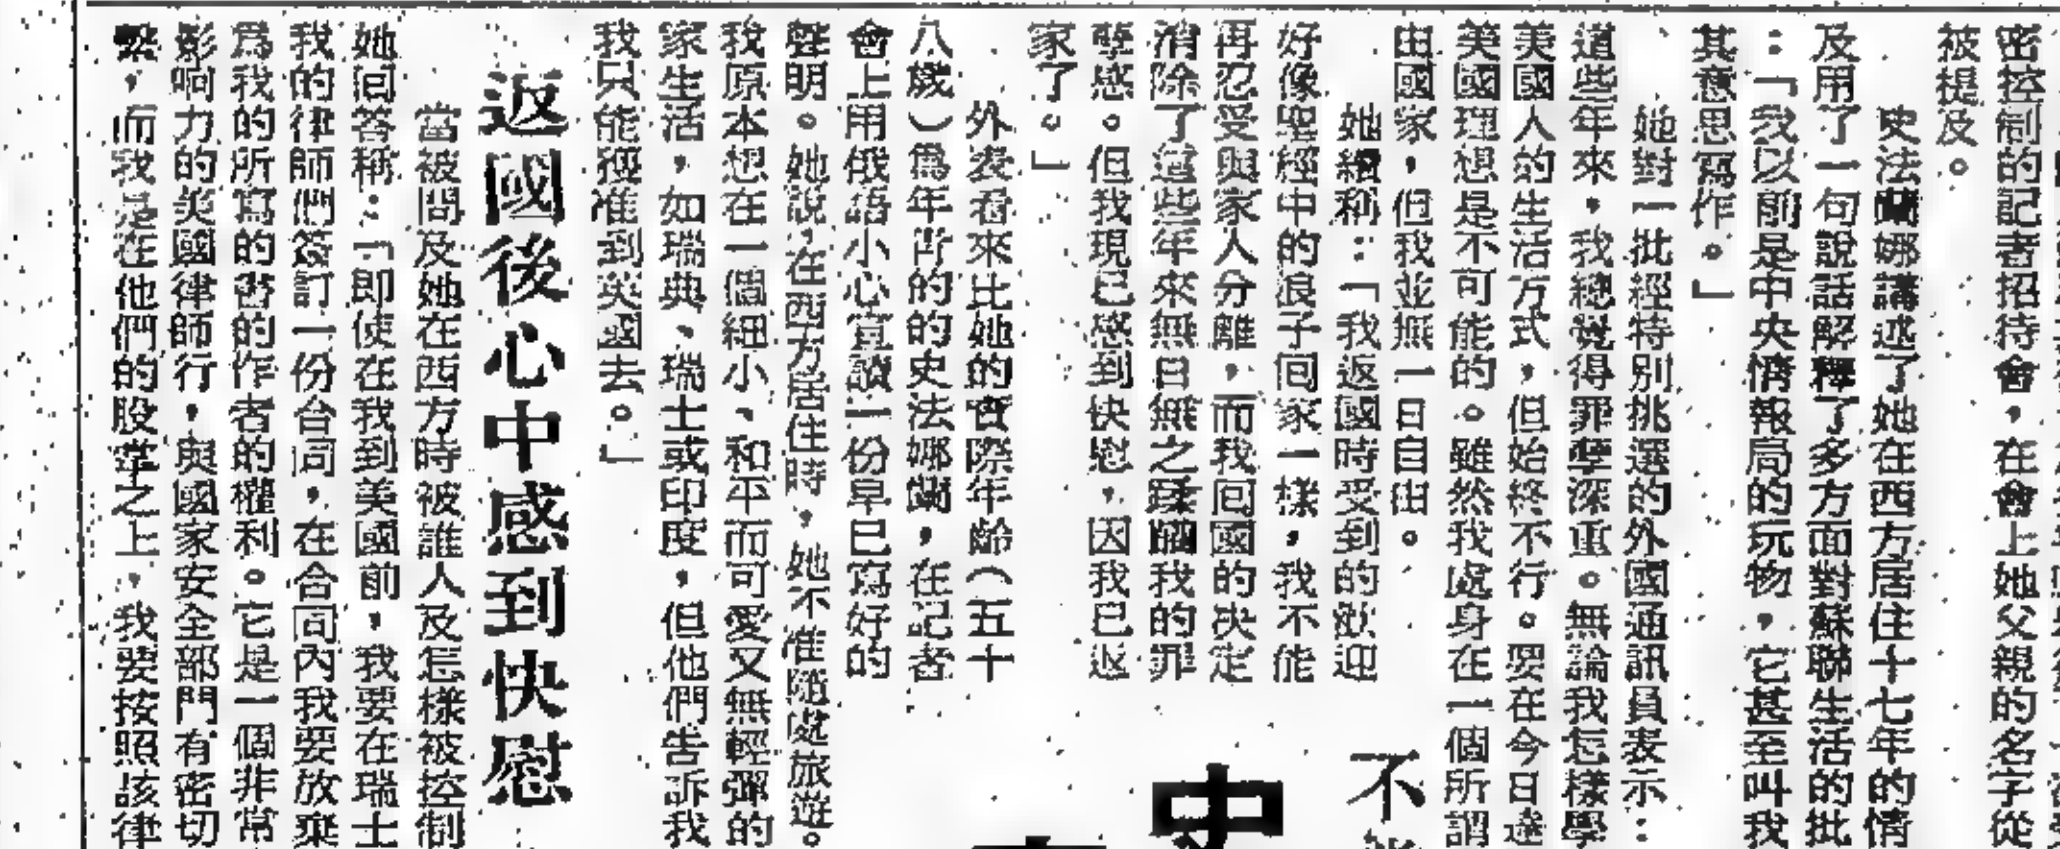 密控制的記者招待會，在會上她父親的名字從
被提及。
史法蘭娜講述了她在西方居住十七年的情
及用了一句說話解釋了多方面對蘇聯生活的批
：「我以前是中央情報局的玩物，它甚至叫我
其意思寫作。」
她對一批經特別挑選的外國通訊員表示：
道些年來，我總覺得罪孽深重。無論我怎樣學
美國人的生活方式，但始終不行。要在今日達
美國理想是不可能的。雖然我處身在一個所謂
由國家，但我並無一日自由。
她續稱：「我返國時受到的歡迎
好像聖經中的浪子回家一樣，我不能
再忍受與家人分離，而我回國的决定
消除了這些年來無日無之蹂躪我的罪
孽感。但我現已感到快慰，因我已返
家了。」
外表看來比她的實際年齡（五十
八歲）爲年靑的的史法娜蘭，在記者
會上用俄語小心宣讀一份早已寫好的
聲明。她說，在西方居住時，她不准隨處旅遊。
我原本想在一個細小、和平而可愛又無輕彈的
家生活，如瑞典、瑞士或印度，但他們告訴我
我只能獲准到英國去。」
返國後心中感到快慰
當被問及她在西方時被誰人及怎樣被控制
她回答稱：「即使在我到美國前，我要在瑞士
我的律師們簽訂一份合同，在合同內我要放棄
爲我的所寫的書的作者的權利。它是一個非常
影响力的美國律師行，與國家安全部門有密切
繫，而我是在他們的股掌之上，我要按照該律
不
史